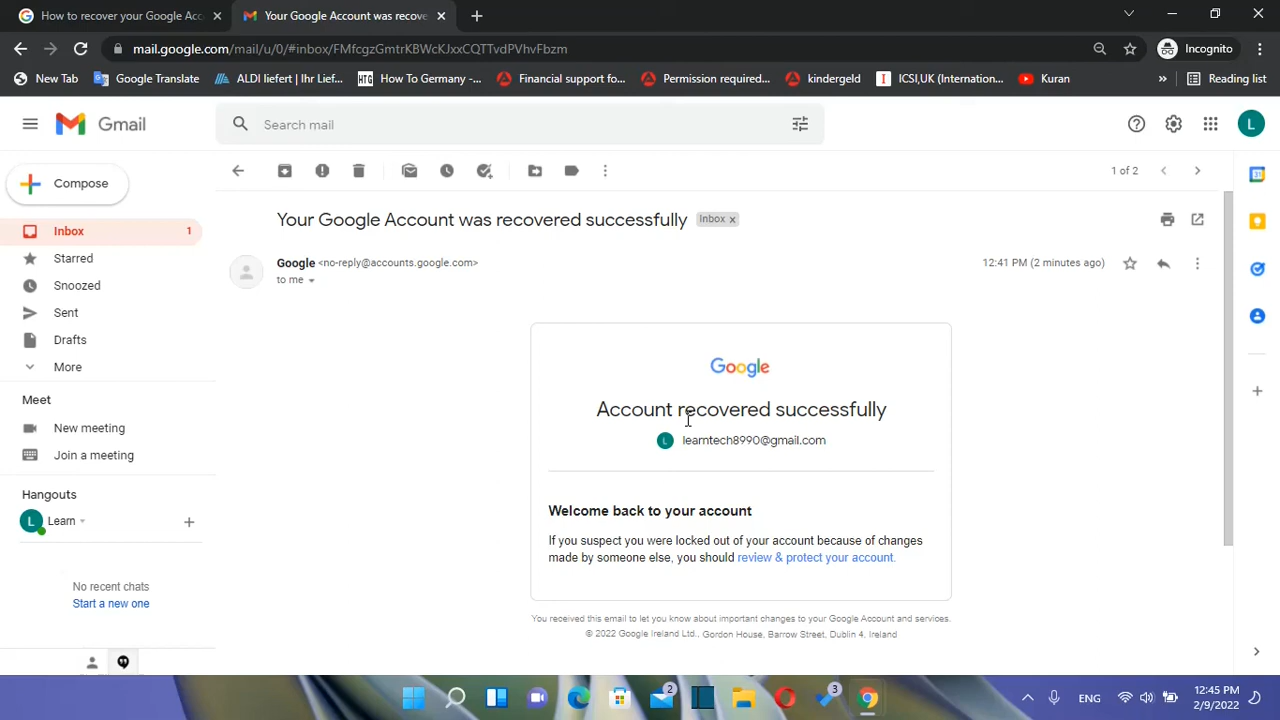 How to recover your Google Acc
Your Google Account was recove
mail.google.com/mail/u/0/#inbox/FMfcgzGmtrKBWcKJxxCQTTvdPVhvFbzm
Incognito
New Tab
Google Translate
ALDI liefert | Ihr Lief...
HTG
How To Germany -...
Financial support fo...
Permission required...
kindergeld
ICSI,UK (Internation...
Kuran
»
Reading list
Gmail
Search mail
L
Compose
1 of 2
Inbox
1
Your Google Account was recovered successfully
Inbox x
Starred
Google <no-reply@accounts.google.com>
12:41 PM (2 minutes ago)
to me
Snoozed
Sent
Drafts
More
Google
Meet
Account recovered successfully
New meeting
L
learntech8990@gmail.com
Join a meeting
Hangouts
L
Learn
Welcome back to your account
If you suspect you were locked out of your account because of changes
made by someone else, you should review & protect your account.
No recent chats
Start a new one
You received this email to let you know about important changes to your Google Account and services.
© 2022 Google Ireland Ltd., Gordon House, Barrow Street, Dublin 4, Ireland
2
3
ENG
12:45 PM
2/9/2022